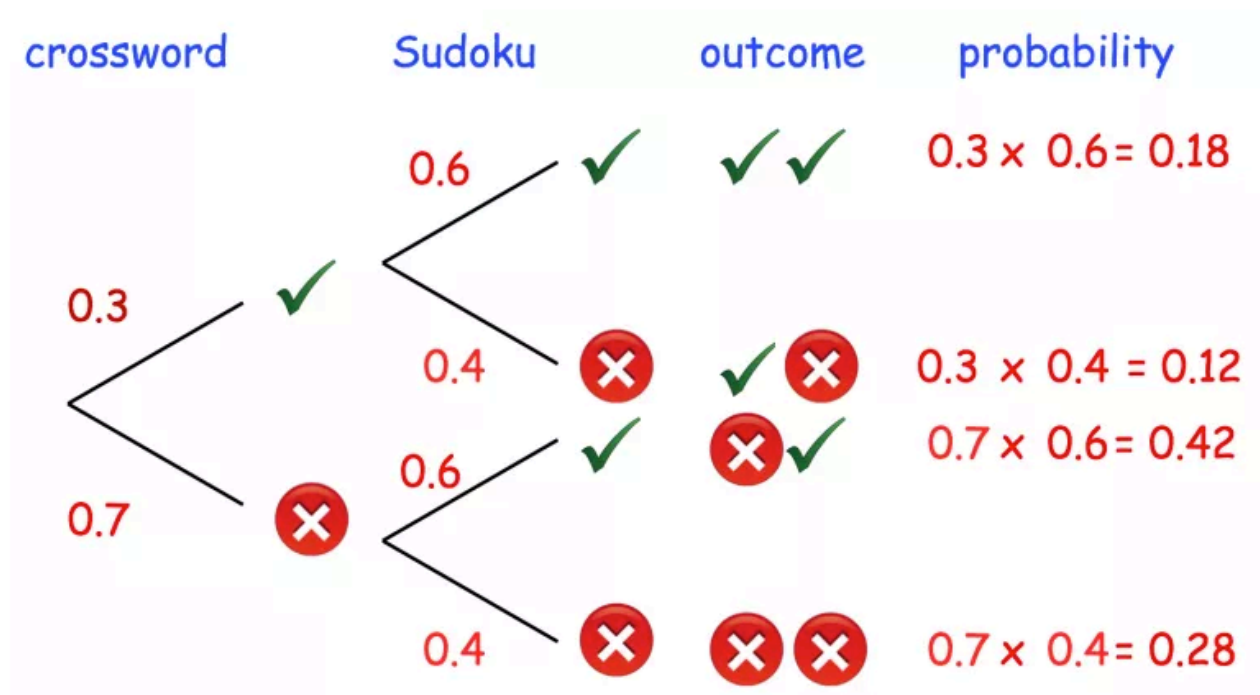 crossword Sudoku outcome probability
0.6 0.3 x 0.6 = 0.18
0.3
0.4 0.3 x 0.4 = 0.12
0.6 0.7 x 0.6 = 0.42
0.7
0.4 0.7 x 0.4 = 0.28